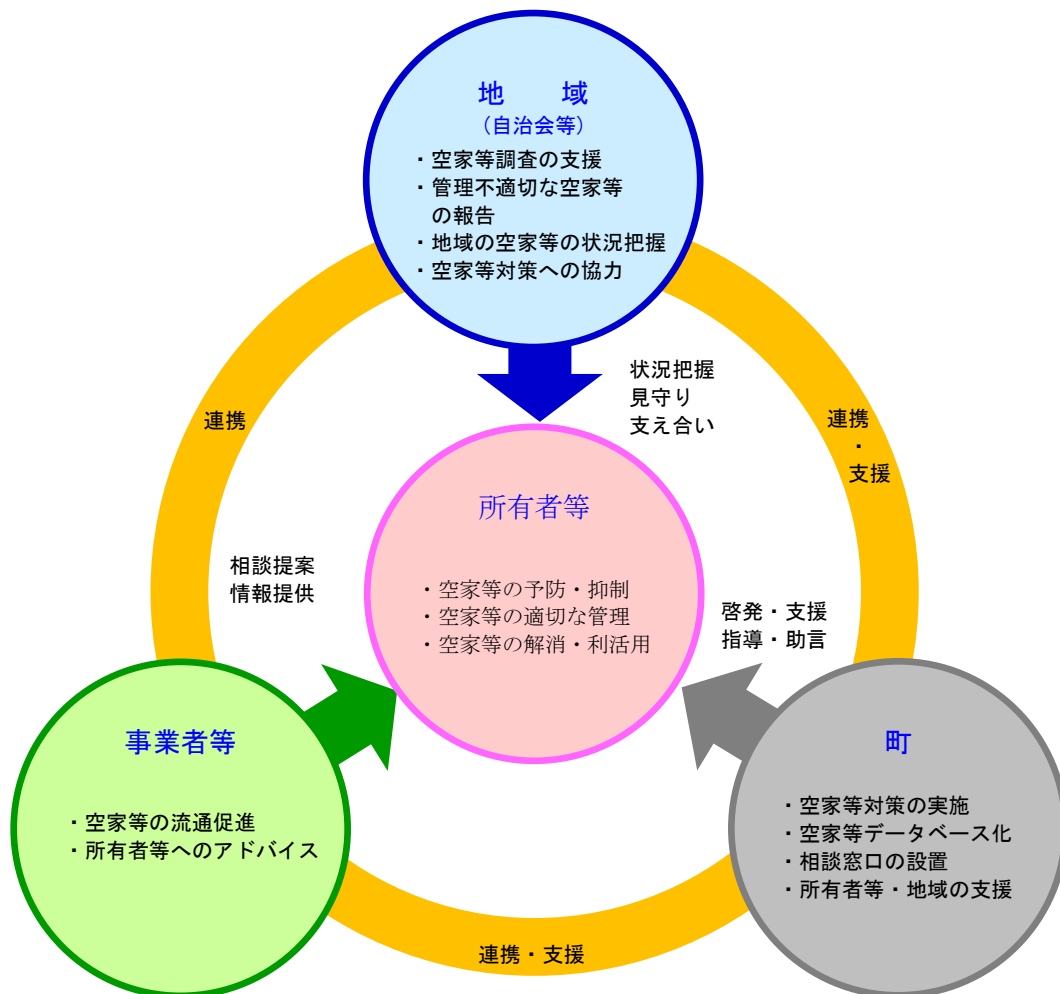 地　域
（自治会等）
・空家等調査の支援
・管理不適切な空家等
の報告
・地域の空家等の状況把握
・空家等対策への協力
状況把握
見守り
支え合い
連携
連携
・
支援
所有者等
・空家等の予防・抑制
・空家等の適切な管理
・空家等の解消・利活用
相談提案
情報提供
啓発・支援
指導・助言
事業者等
・空家等の流通促進
・所有者等へのアドバイス
町
・空家等対策の実施
・空家等データベース化
・相談窓口の設置
・所有者等・地域の支援
連携・支援